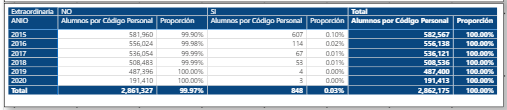 Extraordinaria NO SI Total
ANIO Alumnos por Código Personal Proporción Alumnos por Código Personal Proporción Alumnos por Código Personal Proporción
2015 581,960 99.90% 607 0.10% 582,567 100.00%
2016 556,024 99.98% 114 0.02% 556,138 100.00%
2017 536,054 99.99% 67 0.01% 536,121 100.00%
2018 508,483 99.99% 53 0.01% 508,536 100.00%
2019 487,396 100.00% 4 0.00% 487,400 100.00%
2020 191,410 100.00% 3 0.00% 191,413 100.00%
Total 2,861,327 99.97% 848 0.03% 2,862,175 100.00%